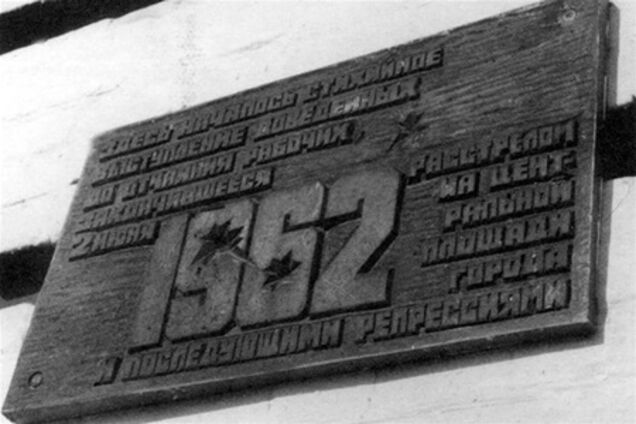 ЗДЕСЬ НАЧАЛОСЬ СТИХИЙНОЕ
ВЫСТУПЛЕНИЕ ДОВЕДЕННЫХ
ДО ОТЧАЯНИЯ РАБОЧИХ
ЗАКОНЧИВШЕЕСЯ
2 ИЮНЯ
1962
РАССТРЕЛОМ
НА ЦЕНТ-
РАЛЬНОЙ
ПЛОЩАДИ
ГОРОДА
И ПОСЛЕДУЮЩИМИ РЕПРЕССИЯМИ